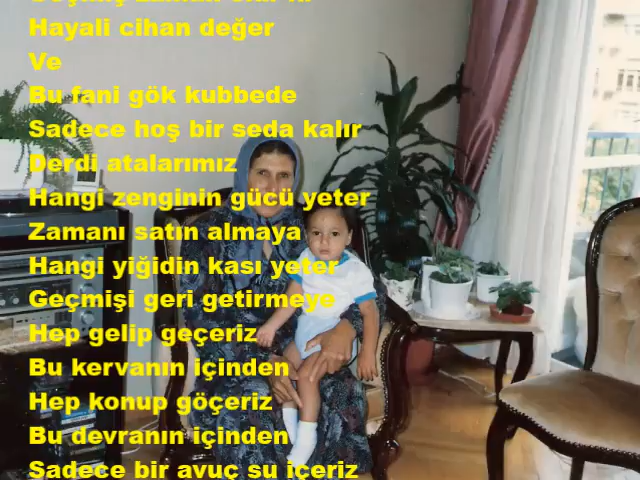 Hayali cihan değer
Ve
Bu fani gök kubbede
Sadece hoş bir seda kalır
Derdi atalarımız
Hangi zenginin gücü yeter
Zamanı satın almaya
Hangi yiğidin kası yeter
Geçmişi geri getirmeye
Hep gelip geçeriz
Bu kervanın içinden
Hep konup göçeriz
Bu devranın içinden
Sadece bir avuç su içeriz